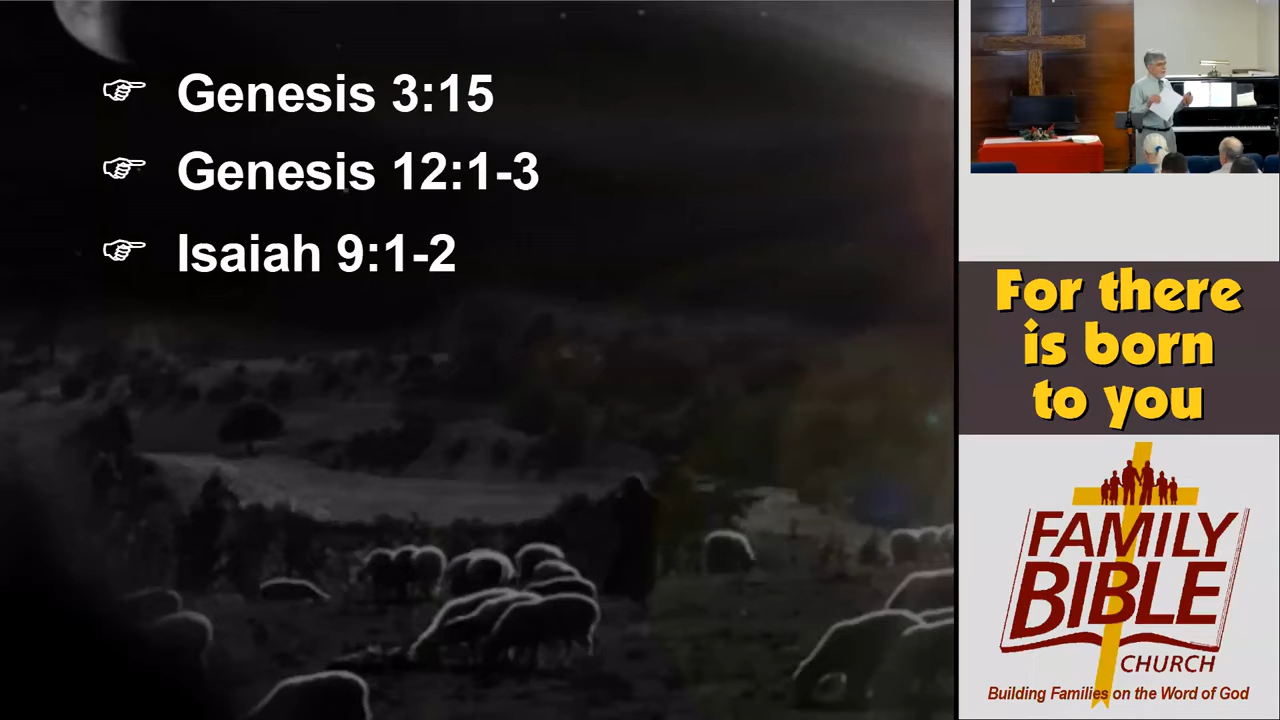 Genesis 3:15
Genesis 12:1-3
Isaiah 9:1-2
For there
is born
to you
FAMILY
BIBLE
CHURCH
Building Families on the Word of God